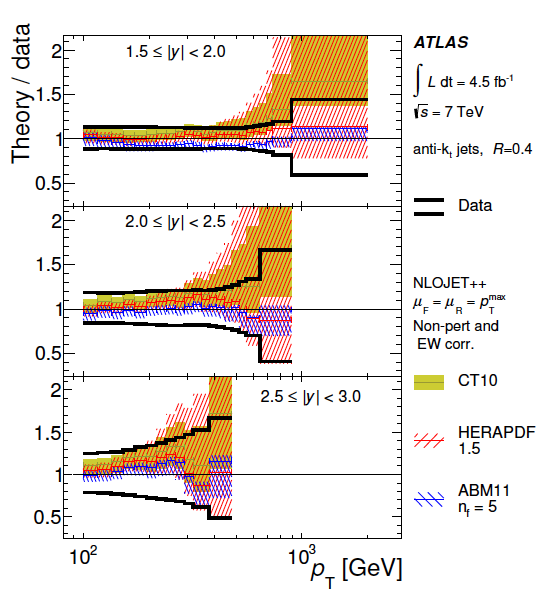 Theory / data
2
1.5
1
0.5
1.5 ≤ |y| < 2.0
2
1.5
1
0.5
2.0 ≤ |y| < 2.5
2
1.5
1
0.5
2.5 ≤ |y| < 3.0
10²
10³
p_T [GeV]
ATLAS
∫ L dt = 4.5 fb⁻¹
√s = 7 TeV
anti-k_t jets, R=0.4
Data
NLOJET++
μ_F = μ_R = p_T^max
Non-pert and
EW corr.
CT10
HERAPDF
1.5
ABM11
n_f = 5